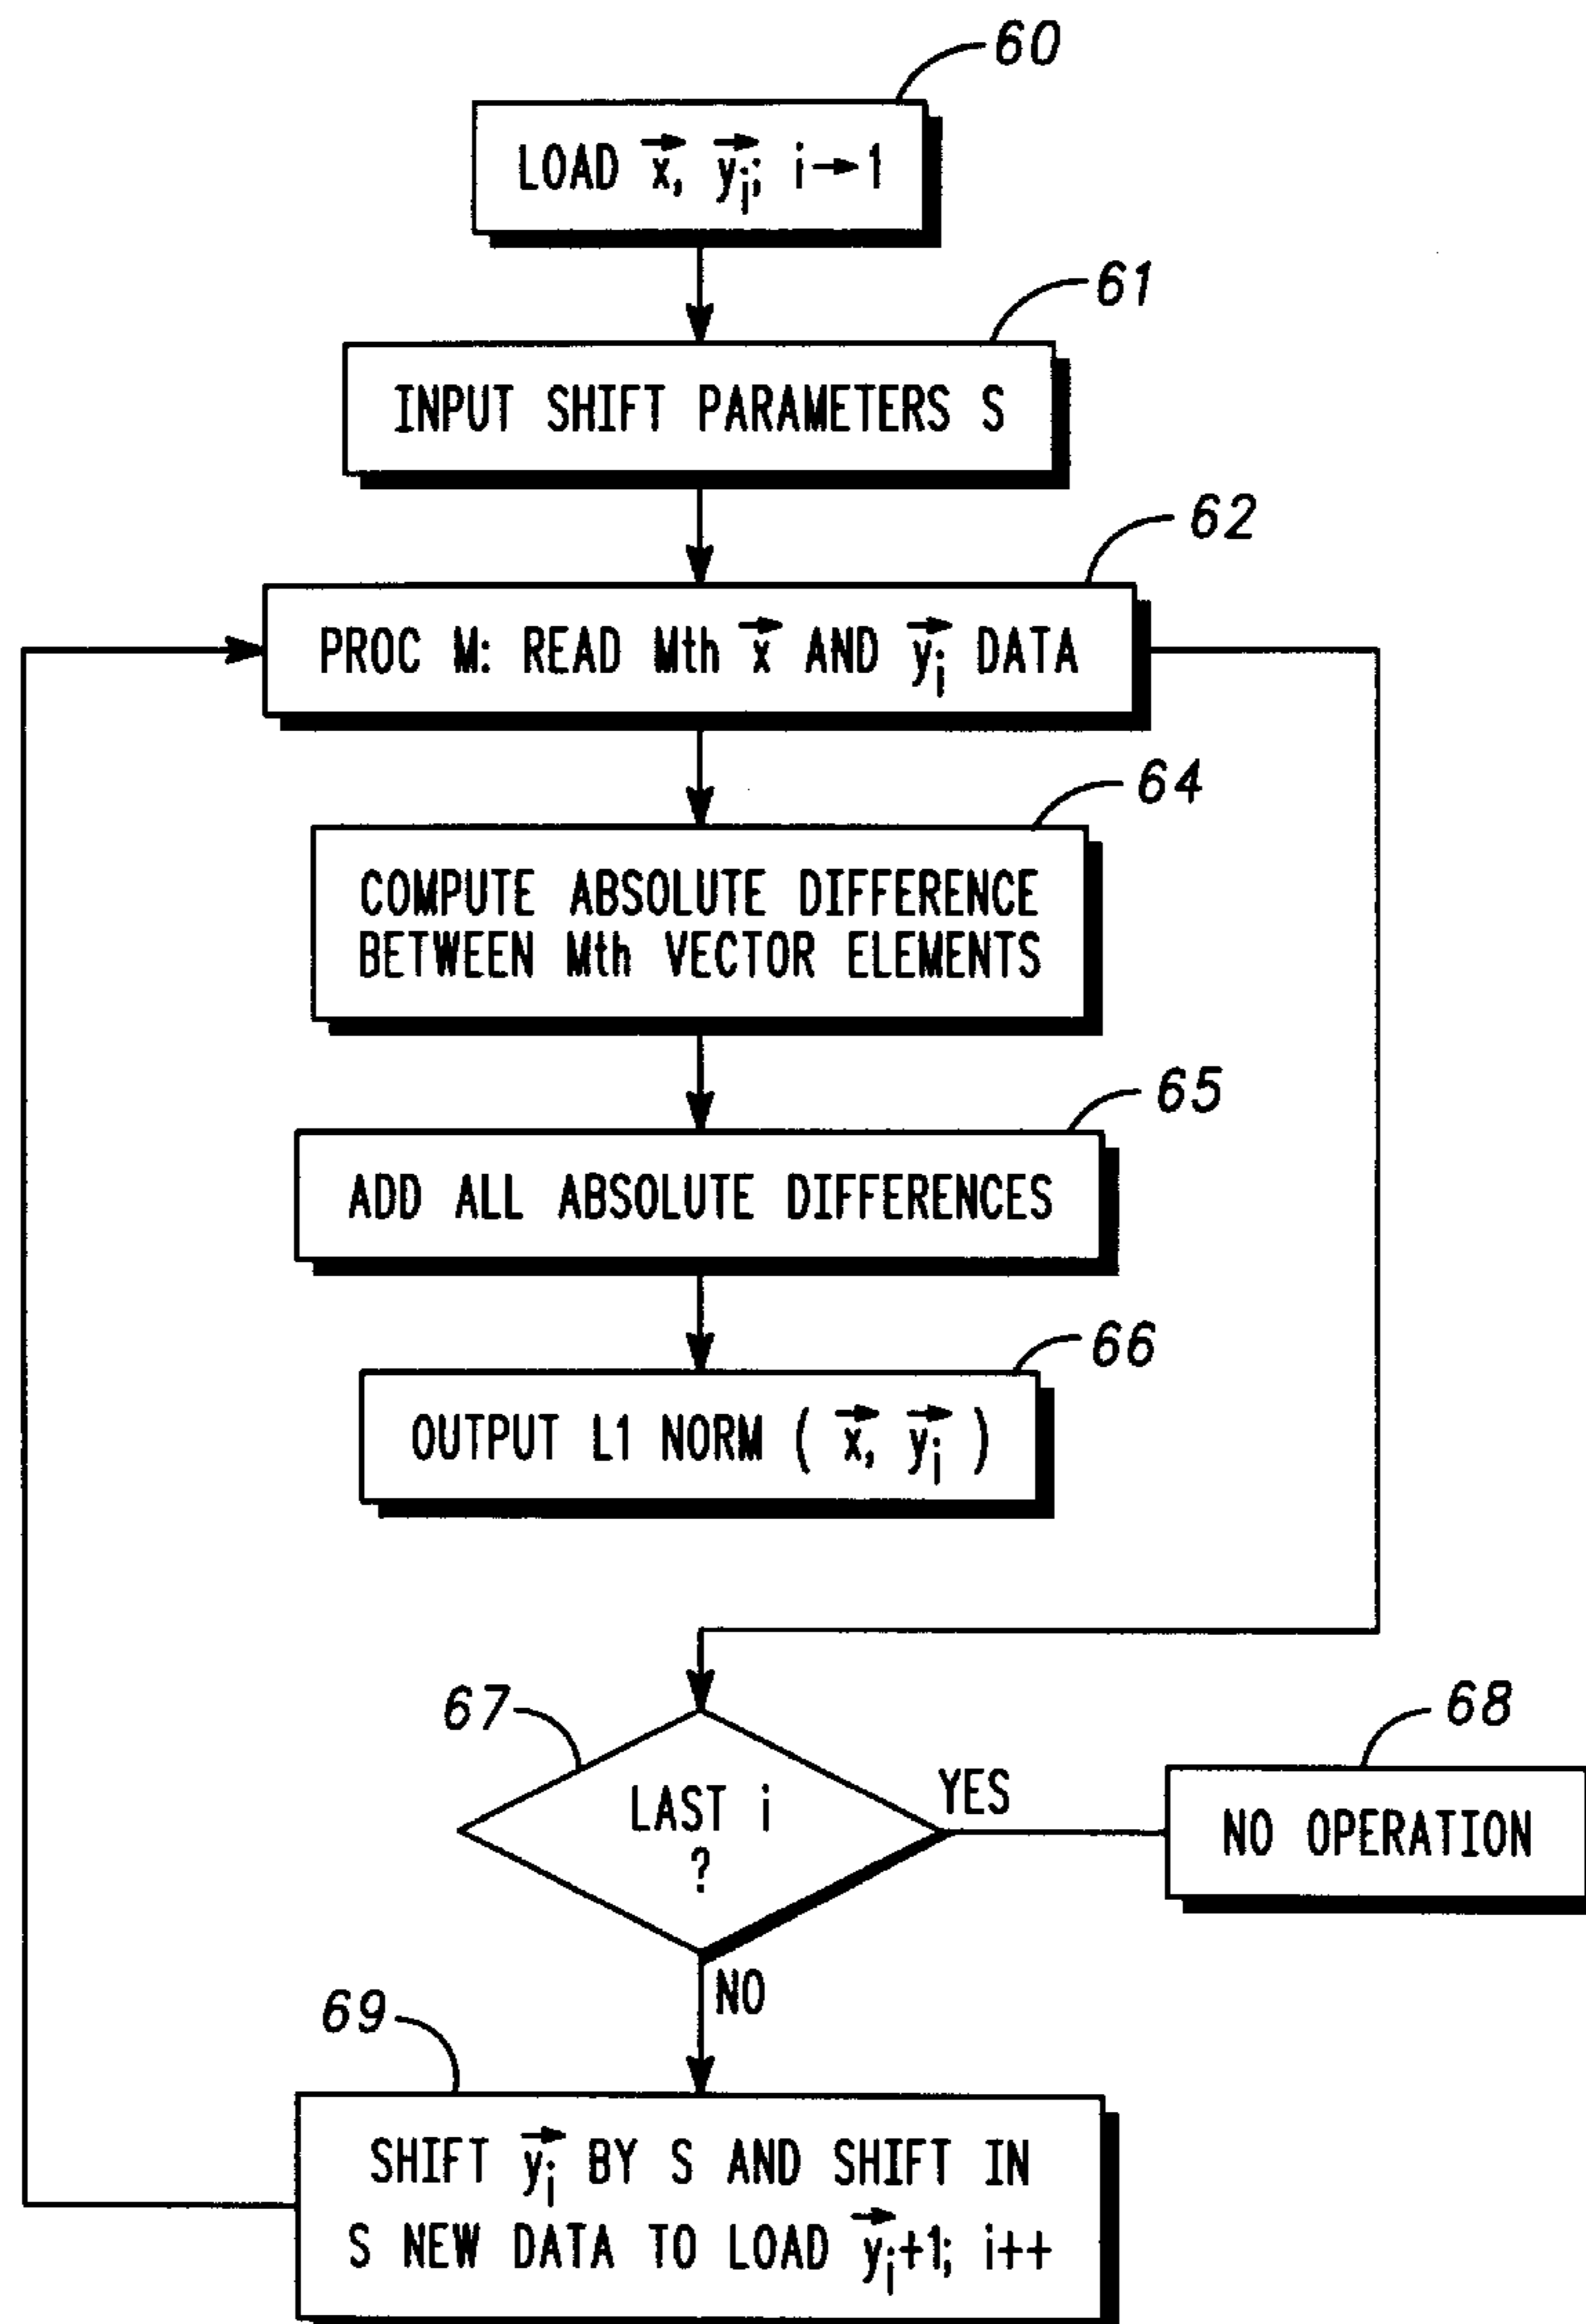 60
LOAD x⃗, y⃗i; i→1
61
INPUT SHIFT PARAMETERS S
62
PROC M: READ Mth x⃗ AND y⃗i DATA
64
COMPUTE ABSOLUTE DIFFERENCE
BETWEEN Mth VECTOR ELEMENTS
65
ADD ALL ABSOLUTE DIFFERENCES
66
OUTPUT L1 NORM ( x⃗, y⃗i )
67
LAST i
?
YES
68
NO OPERATION
NO
69
SHIFT y⃗i BY S AND SHIFT IN
S NEW DATA TO LOAD y⃗i+1; i++